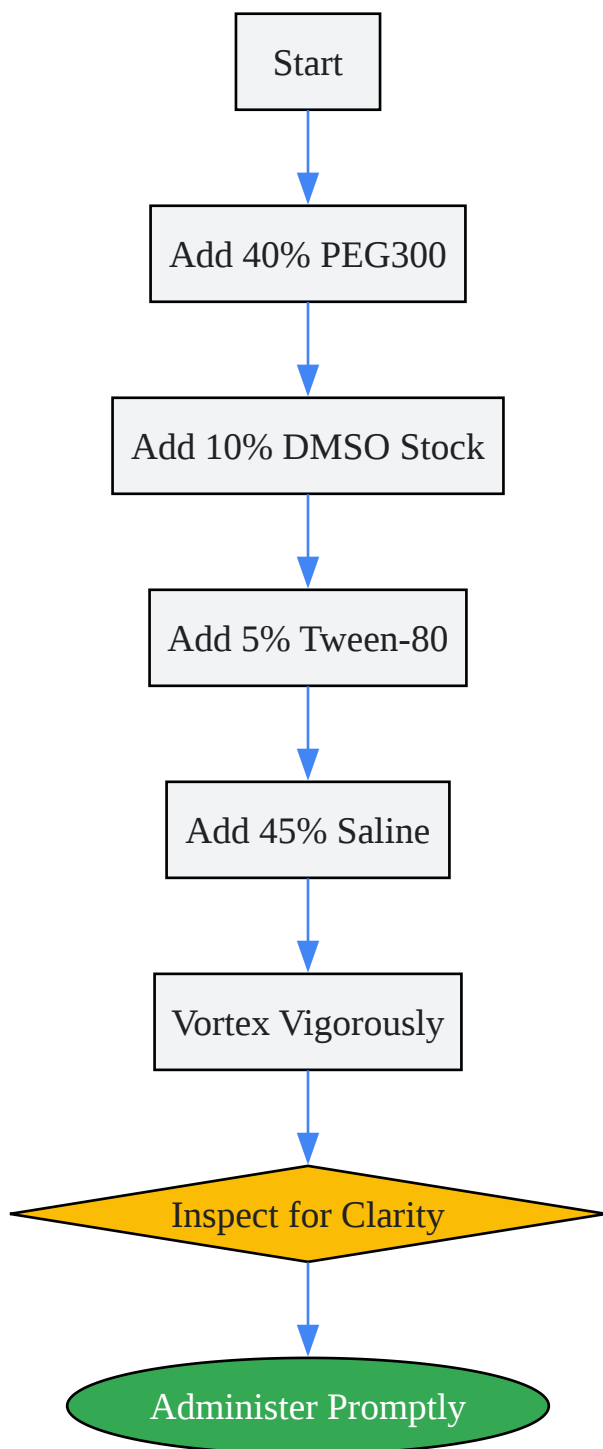 Start
Add 40% PEG300
Add 10% DMSO Stock
Add 5% Tween-80
Add 45% Saline
Vortex Vigorously
Inspect for Clarity
Administer Promptly